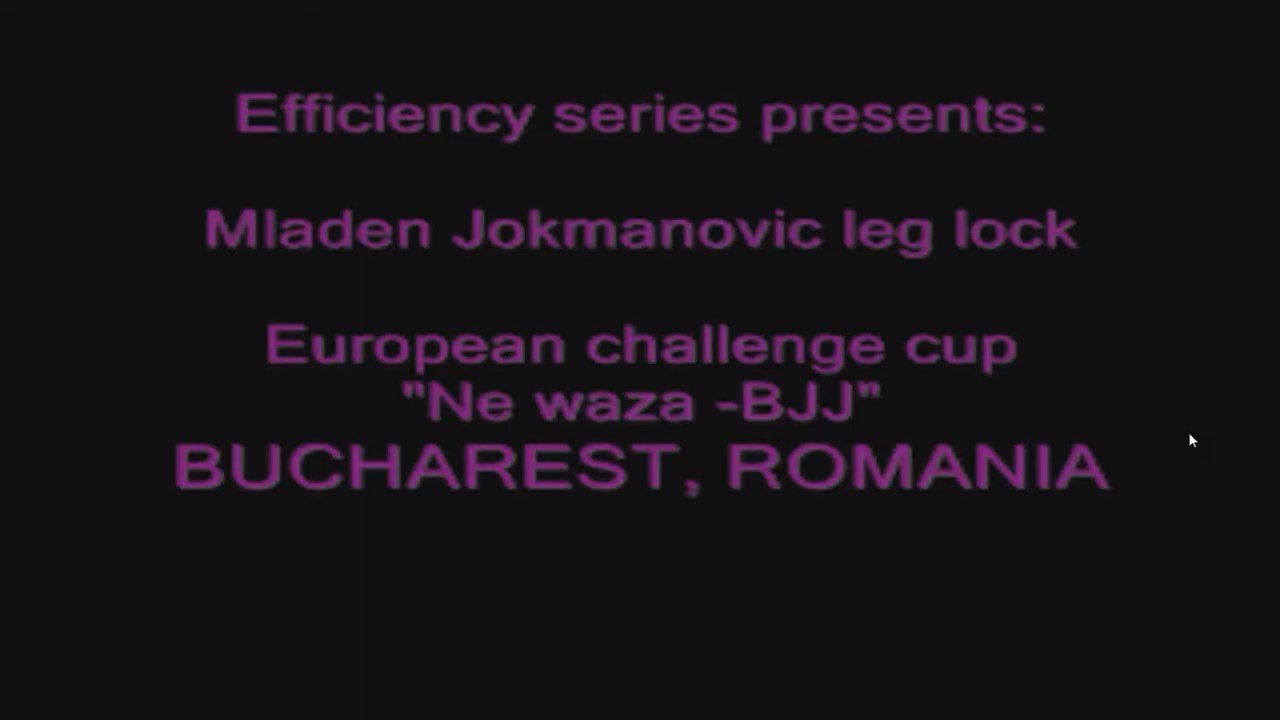 Efficiency series presents:
Mladen Jokmanovic leg lock
European challenge cup
"Ne waza -BJJ"
BUCHAREST, ROMANIA